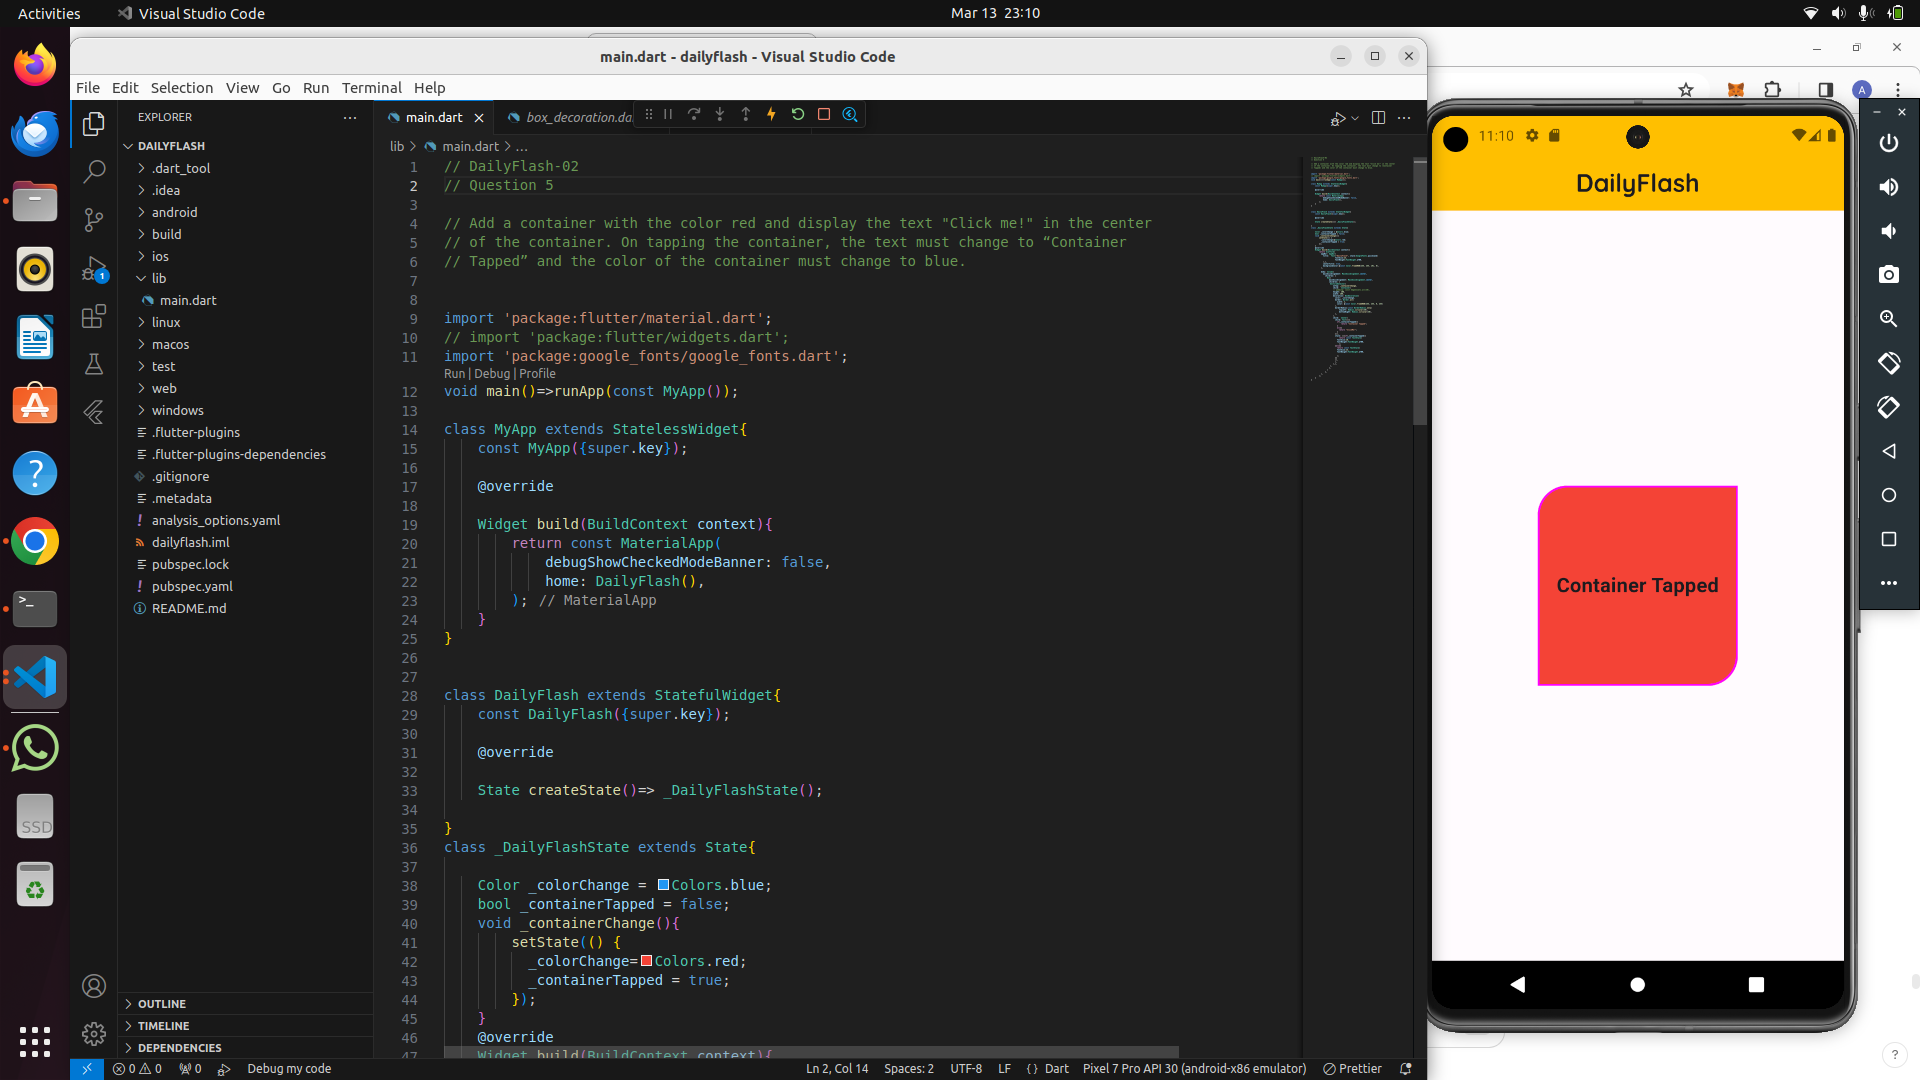 Activities
Visual Studio Code
Mar 13 23:10
main.dart - dailyflash - Visual Studio Code
File Edit Selection View Go Run Terminal Help
EXPLORER
DAILYFLASH
.dart_tool
.idea
android
build
ios
lib
main.dart
linux
macos
test
web
windows
.flutter-plugins
.flutter-plugins-dependencies
.gitignore
.metadata
analysis_options.yaml
dailyflash.iml
pubspec.lock
pubspec.yaml
README.md
OUTLINE
TIMELINE
DEPENDENCIES
1
SSD
main.dart
box_decoration.da
lib > main.dart > ...
1 // DailyFlash-02
2 // Question 5
3
4 // Add a container with the color red and display the text "Click me!" in the center
5 // of the container. On tapping the container, the text must change to “Container
6 // Tapped” and the color of the container must change to blue.
7
8
9 import 'package:flutter/material.dart';
10 // import 'package:flutter/widgets.dart';
11 import 'package:google_fonts/google_fonts.dart';
Run | Debug | Profile
12 void main()=>runApp(const MyApp());
13
14 class MyApp extends StatelessWidget{
15 const MyApp({super.key});
16
17 @override
18
19 Widget build(BuildContext context){
20 return const MaterialApp(
21 debugShowCheckedModeBanner: false,
22 home: DailyFlash(),
23 ); // MaterialApp
24 }
25 }
26
27
28 class DailyFlash extends StatefulWidget{
29 const DailyFlash({super.key});
30
31 @override
32
33 State createState()=> _DailyFlashState();
34
35 }
36 class _DailyFlashState extends State{
37
38 Color _colorChange = Colors.blue;
39 bool _containerTapped = false;
40 void _containerChange(){
41 setState(() {
42 _colorChange=Colors.red;
43 _containerTapped = true;
44 });
45 }
46 @override
47 Widget build(BuildContext context){
0 0 0 Debug my code
Ln 2, Col 14 Spaces: 2 UTF-8 LF { } Dart Pixel 7 Pro API 30 (android-x86 emulator) Prettier
A
11:10
DailyFlash
Container Tapped